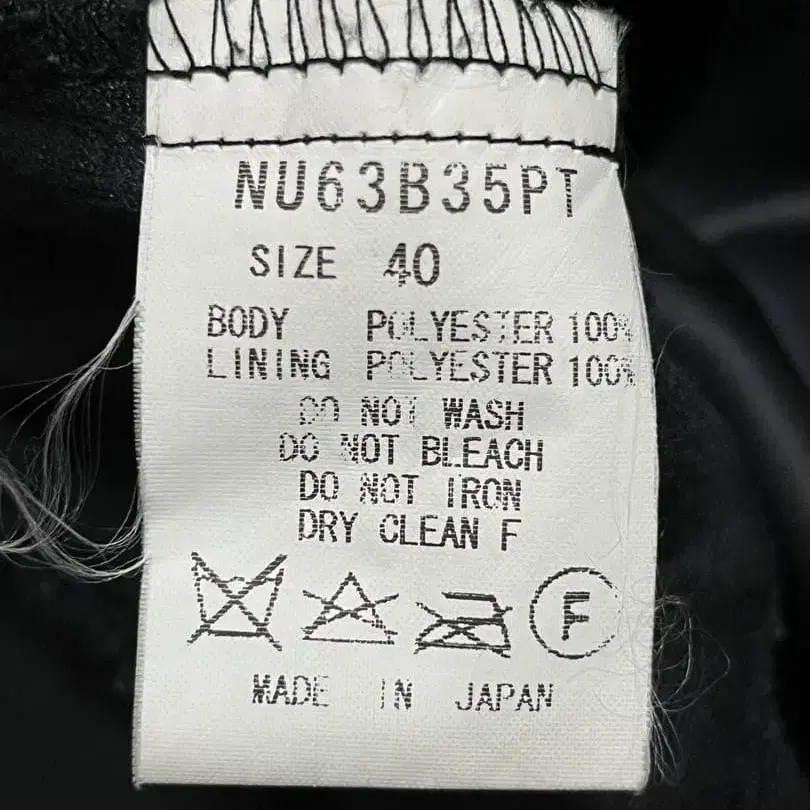 NU63B35PT
SIZE 40
BODY POLYESTER 100%
LINING POLYESTER 100%
DO NOT WASH
DO NOT BLEACH
DO NOT IRON
DRY CLEAN F
F
MADE IN JAPAN